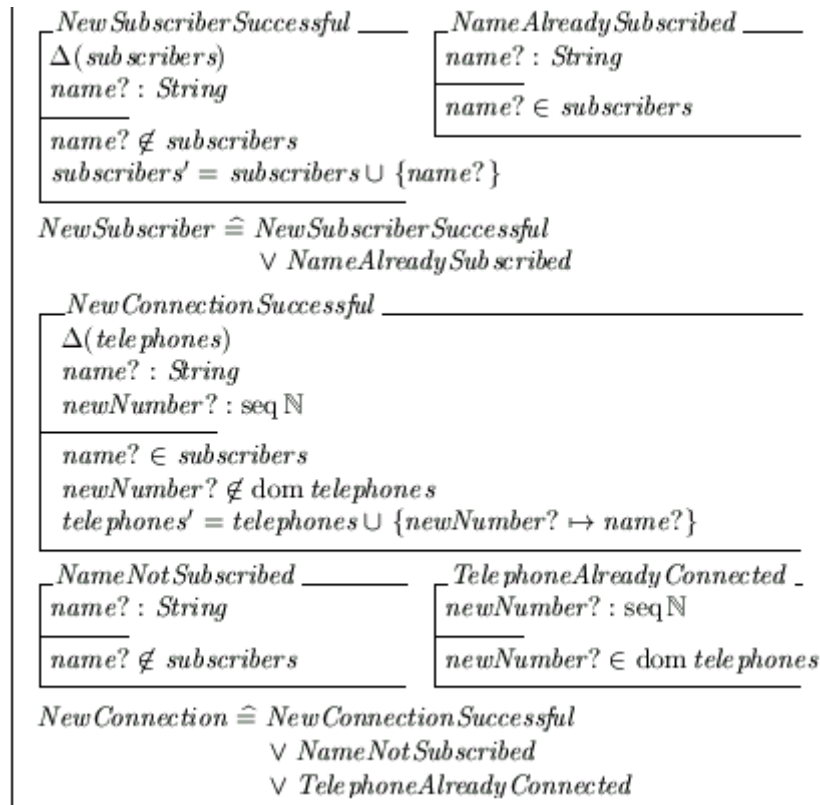 NewSubscriberSuccessful
Δ(subscribers)
name? : String
name? ∉ subscribers
subscribers′ = subscribers ∪ {name?}
NameAlreadySubscribed
name? : String
name? ∈ subscribers
NewSubscriber ≙ NewSubscriberSuccessful
∨ NameAlreadySubscribed
NewConnectionSuccessful
Δ(telephones)
name? : String
newNumber? : seq ℕ
name? ∈ subscribers
newNumber? ∉ dom telephones
telephones′ = telephones ∪ {newNumber? ↦ name?}
NameNotSubscribed
name? : String
name? ∉ subscribers
TelephoneAlreadyConnected
newNumber? : seq ℕ
newNumber? ∈ dom telephones
NewConnection ≙ NewConnectionSuccessful
∨ NameNotSubscribed
∨ TelephoneAlreadyConnected